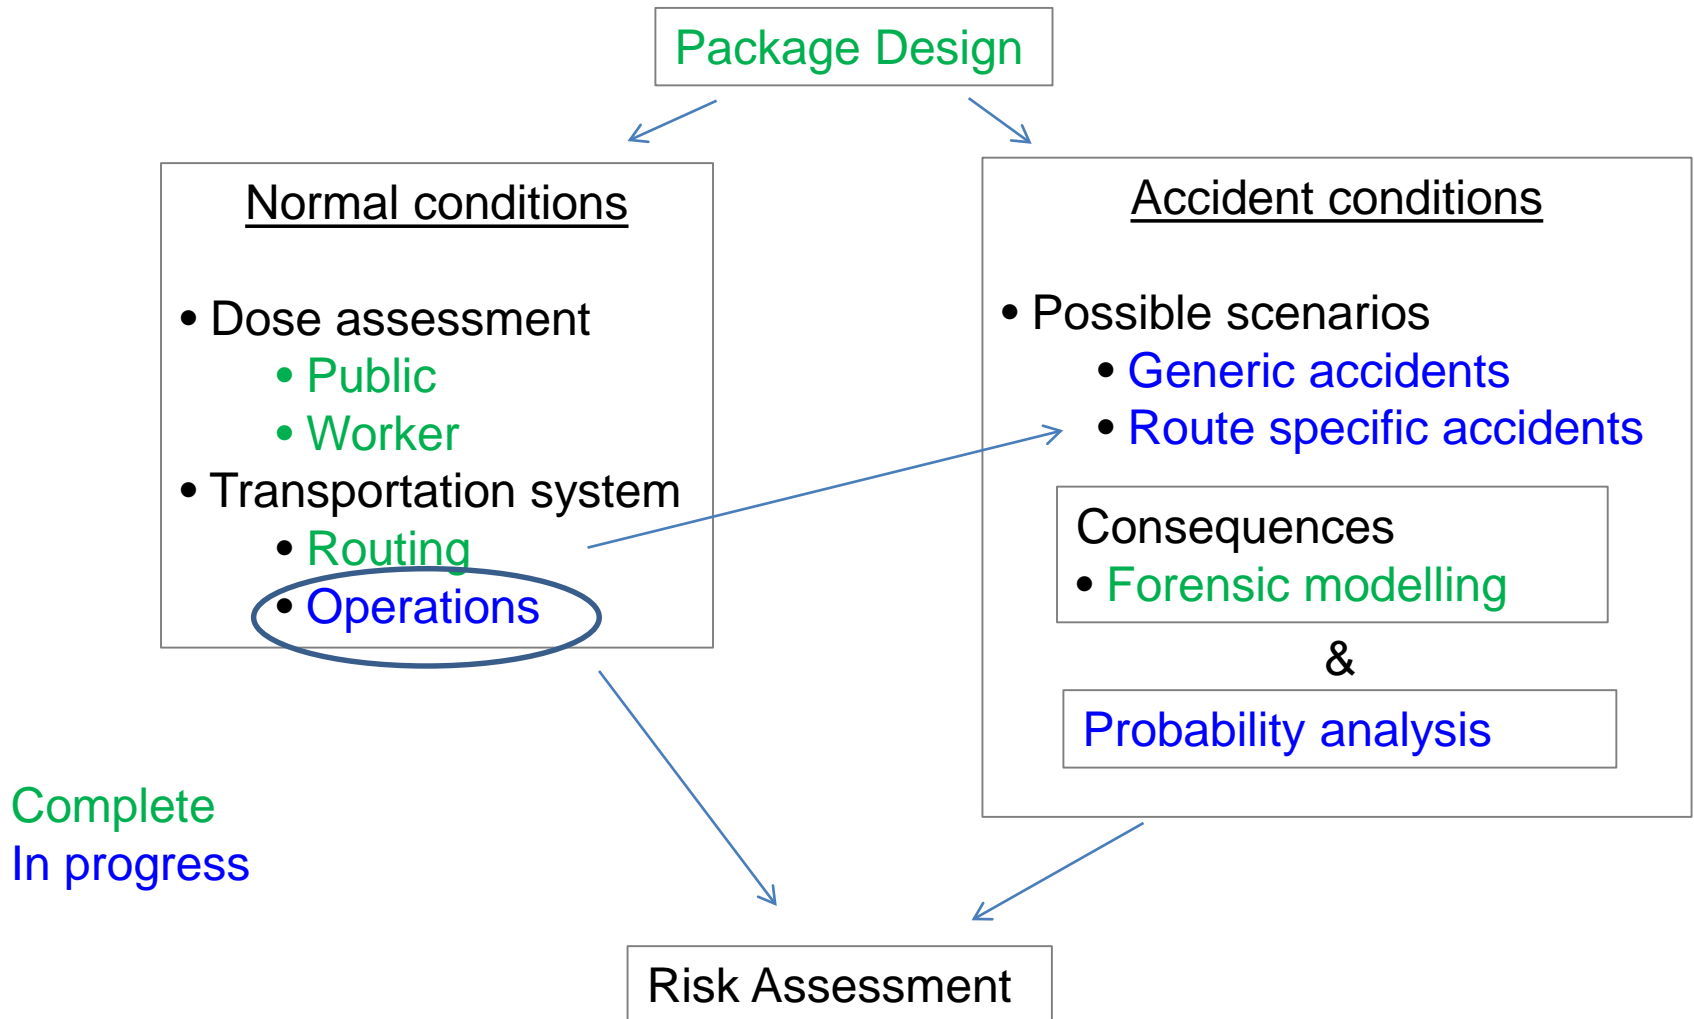 Package Design
Normal conditions
• Dose assessment
• Public
• Worker
• Transportation system
• Routing
• Operations
Accident conditions
• Possible scenarios
• Generic accidents
• Route specific accidents
Consequences
• Forensic modelling
&
Probability analysis
Complete
In progress
Risk Assessment